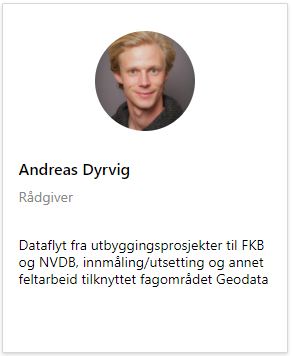 Andreas Dyrvig
Rådgiver
Dataflyt fra utbyggingsprosjekter til FKB
og NVDB, innmåling/utsetting og annet
feltarbeid tilknyttet fagområdet Geodata